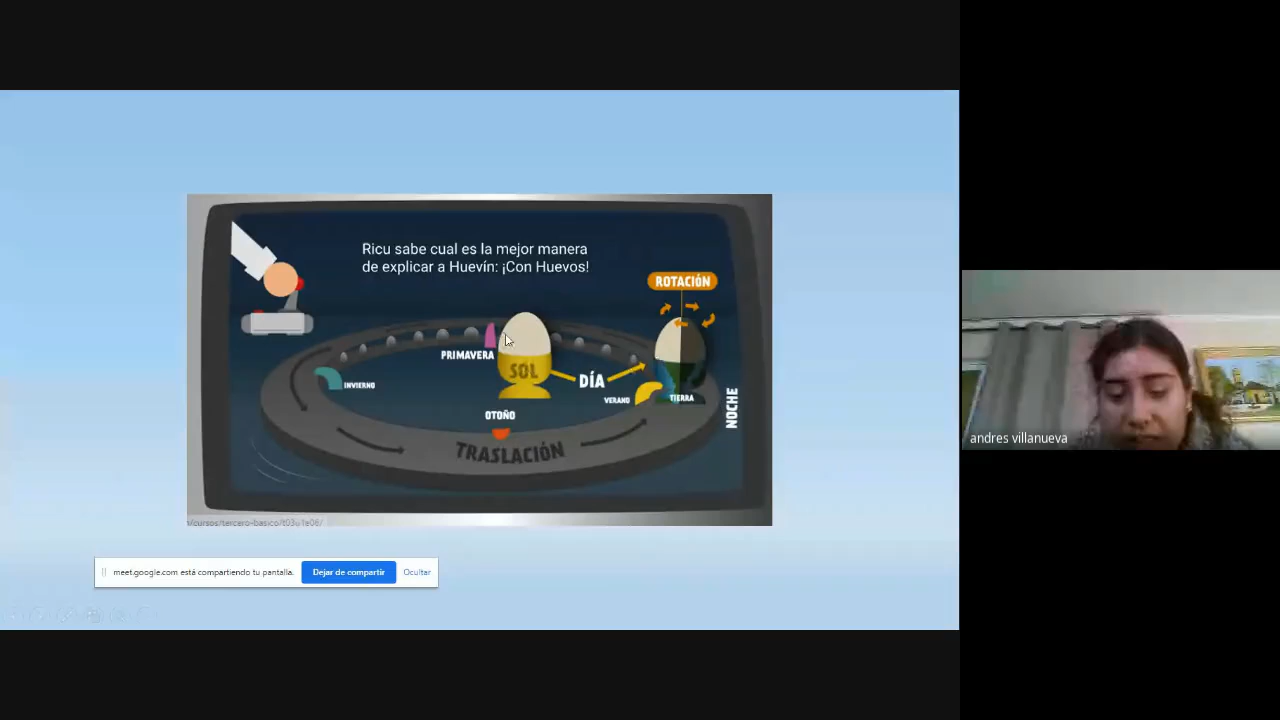 Ricu sabe cual es la mejor manera
de explicar a Huevín: ¡Con Huevos!
ROTACIÓN
PRIMAVERA
SOL
DÍA
INVIERNO
VERANO
TIERRA
NOCHE
OTOÑO
TRASLACIÓN
andres villanueva
meet.google.com está compartiendo tu pantalla.
Dejar de compartir
Ocultar